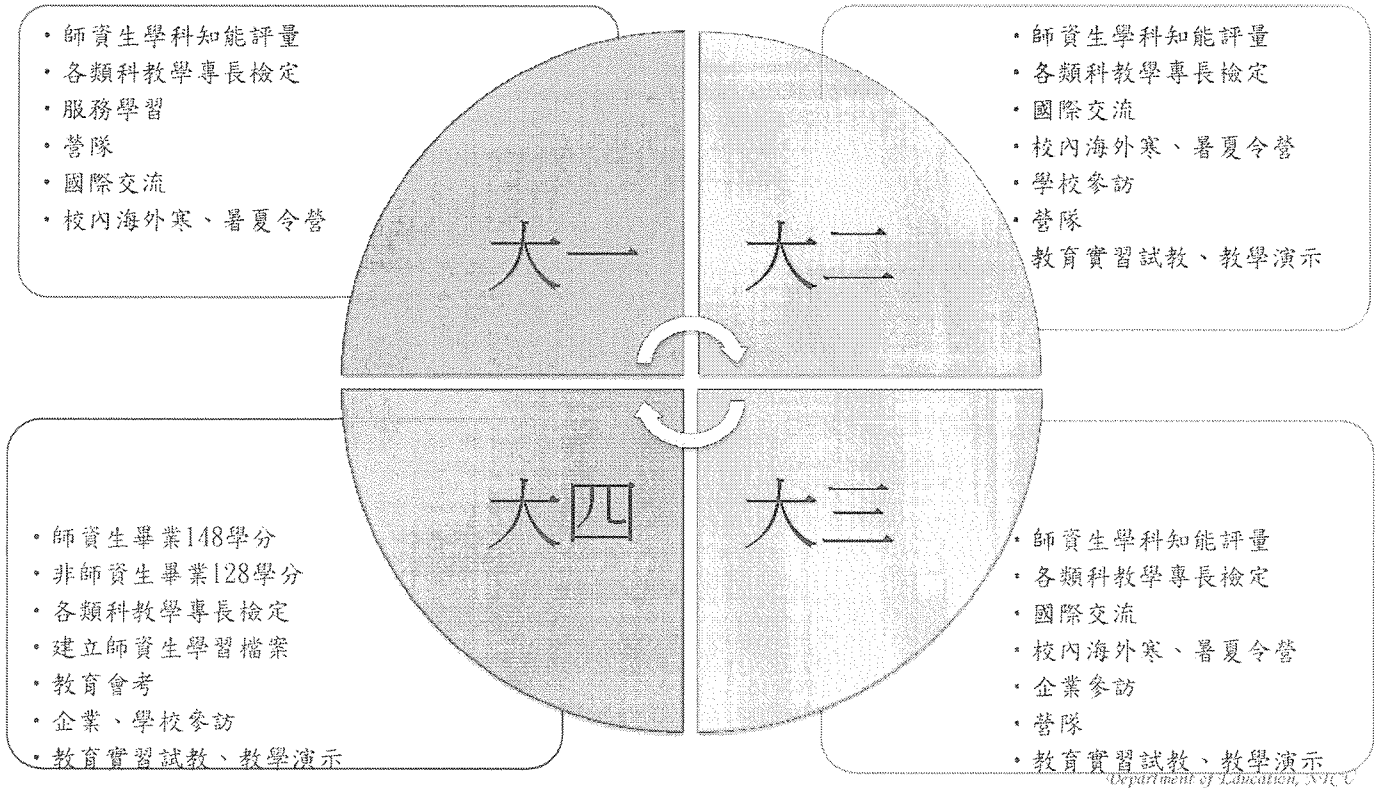 ・師資生學科知能評量
・各類科教學專長檢定
・服務學習
・營隊
・國際交流
・校內海外寒、暑夏令營
大一
・師資生學科知能評量
・各類科教學專長檢定
・國際交流
・校內海外寒、暑夏令營
・學校參訪
・營隊
・教育實習試教、教學演示
大二
大四
・師資生畢業148學分
・非師資生畢業128學分
・各類科教學專長檢定
・建立師資生學習檔案
・教育會考
・企業、學校參訪
・教育實習試教、教學演示
大三
・師資生學科知能評量
・各類科教學專長檢定
・國際交流
・校內海外寒、暑夏令營
・企業參訪
・營隊
・教育實習試教、教學演示
Department of Education,